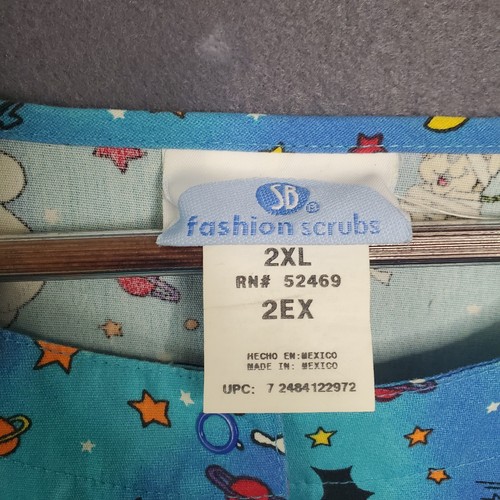 SB®
fashion scrubs
2XL
RN# 52469
2EX
HECHO EN: MEXICO
MADE IN: MEXICO
UPC: 7 2484122972